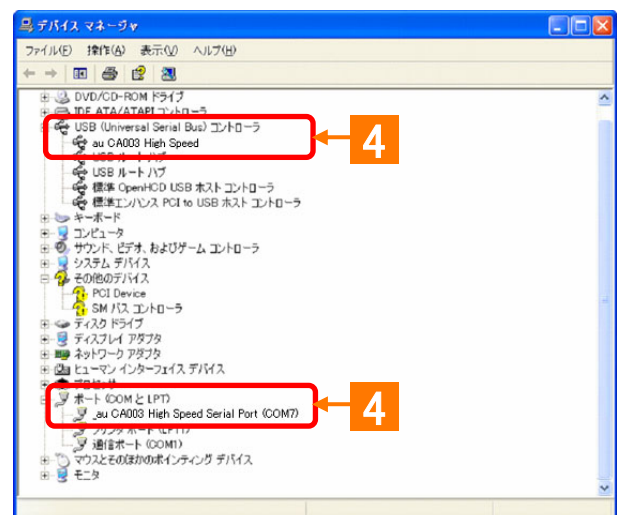 デバイス マネージャ
ファイル(F) 操作(A) 表示(V) ヘルプ(H)
DVD/CD-ROM ドライブ
IDE ATA/ATAPI コントローラ
USB (Universal Serial Bus) コントローラ
au CA003 High Speed
4
USB ルート ハブ
USB ルート ハブ
標準 OpenHCD USB ホスト コントローラ
標準エンハンス PCI to USB ホスト コントローラ
キーボード
コンピュータ
サウンド、ビデオ、およびゲーム コントローラ
システム デバイス
その他のデバイス
PCI Device
SM バス コントローラ
ディスク ドライブ
ディスプレイ アダプタ
ネットワーク アダプタ
ヒューマン インターフェイス デバイス
プロセッサ
ポート (COM と LPT)
_au CA003 High Speed Serial Port (COM7)
4
プリンタ ポート (LPT1)
通信ポート (COM1)
マウスとそのほかのポインティング デバイス
モニタ